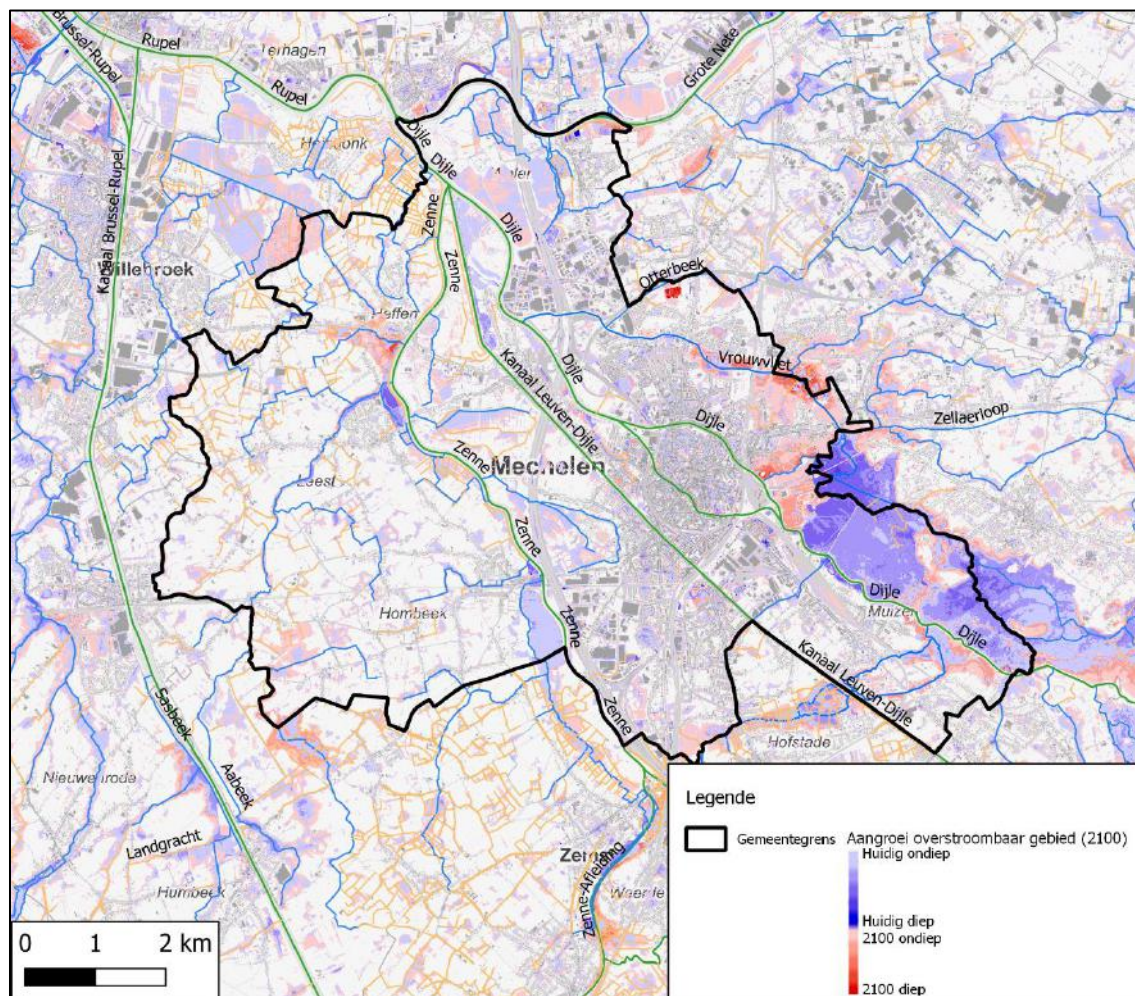 Brussel-Rupel
Rupel
Terhagen
Rupel
Grote Nete
Kanaal Brussel-Rupel
Dijle
Dijle
Zenne
Dijle
Willebroek
Zenne
Otterbeek
Heffen
Vrouwvliet
Dijle
Kanaal Leuven-Dijle
Dijle
Zellaerloop
Zenne
Mechelen
Leest
Zenne
Hombeek
Zenne
Dijle
Muizen
Dijle
Kanaal Leuven-Dijle
Zenne
Sasbeek
Hofstade
Aabeek
Landgracht
Humbeek
Zenne-Afleiding
Legende
Gemeentegrens
Aangroei overstroombaar gebied (2100)
Huidig ondiep
Huidig diep
2100 ondiep
2100 diep
0 1 2 km